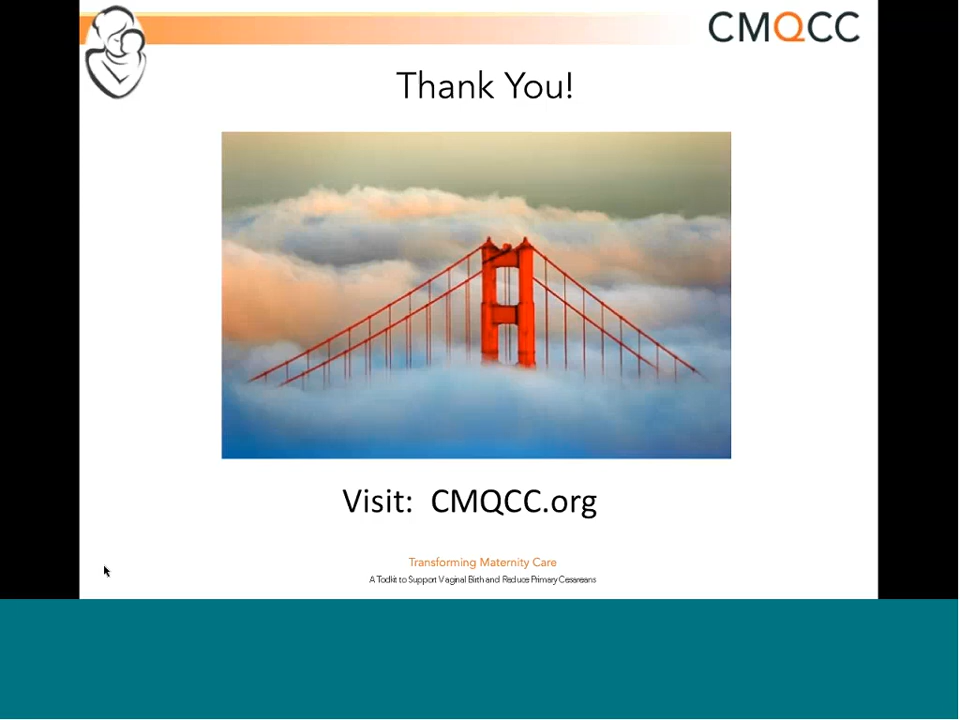 CMQCC
Thank You!
Visit: CMQCC.org
Transforming Maternity Care
A Toolkit to Support Vaginal Birth and Reduce Primary Cesareans